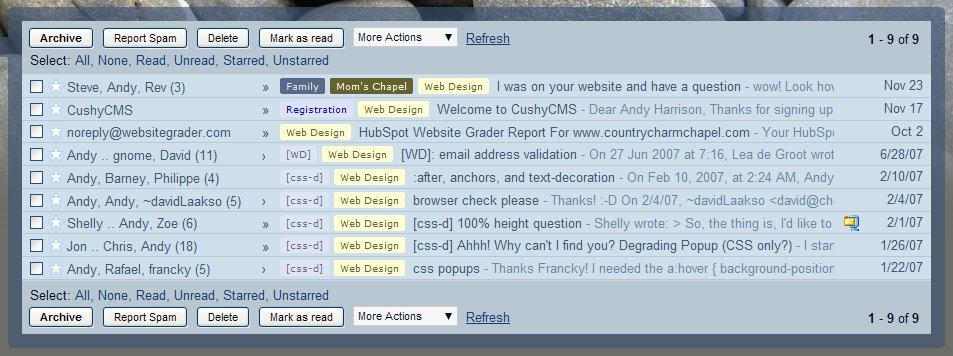 Archive Report Spam Delete Mark as read More Actions ▼ Refresh 1 - 9 of 9
Select: All, None, Read, Unread, Starred, Unstarred
Steve, Andy, Rev (3) » Family Mom's Chapel Web Design I was on your website and have a question - wow! Look Nov 23
CushyCMS » Registration Web Design Welcome to CushyCMS - Dear Andy Harrison, Thanks for signing up Nov 17
noreply@websitegrader.com » Web Design HubSpot Website Grader Report For www.countrycharmchapel.com - Your Oct 2
Andy .. gnome, David (11) › [WD] Web Design [WD]: email address validation - On 27 Jun 2007 at 7:16, Lea de Groot wrote 6/28/07
Andy, Barney, Philippe (4) › [css-d] Web Design :after, anchors, and text-decoration - On Feb 10, 2007, at 2:24 AM, Andy 2/10/07
Andy, Andy, ~davidLaakso (5) › [css-d] Web Design browser check please - Thanks! :-D On 2/4/07, ~davidLaakso <david@ch 2/4/07
Shelly .. Andy, Zoe (6) » [css-d] Web Design [css-d] 100% height question - Shelly wrote: > So, the thing is, I'd like to 2/1/07
Jon .. Chris, Andy (18) » [css-d] Web Design [css-d] Ahhh! Why can't I find you? Degrading Popup (CSS only?) - I 1/26/07
Andy, Rafael, francky (5) › [css-d] Web Design css popups - Thanks Francky! I needed the a:hover { background-position 1/22/07
Select: All, None, Read, Unread, Starred, Unstarred
Archive Report Spam Delete Mark as read More Actions ▼ Refresh 1 - 9 of 9